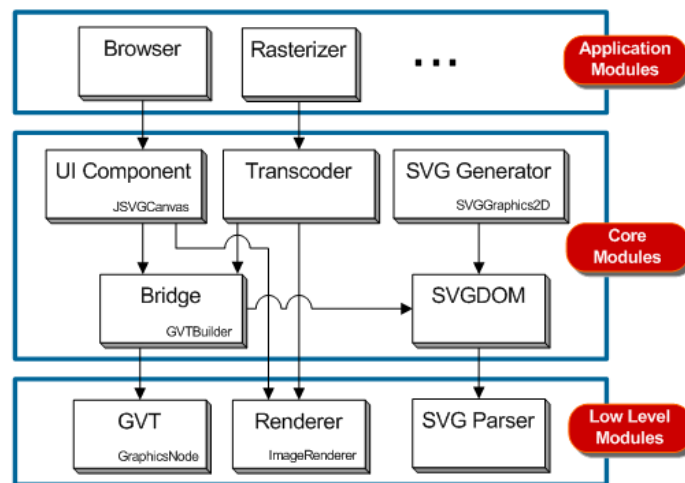 Browser
Rasterizer
...
Application
Modules
UI Component
JSVGCanvas
Transcoder
SVG Generator
SVGGraphics2D
Core
Modules
Bridge
GVTBuilder
SVGDOM
GVT
GraphicsNode
Renderer
ImageRenderer
SVG Parser
Low Level
Modules